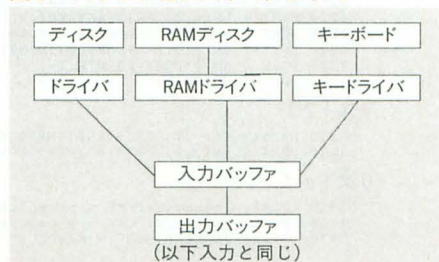 ディスク RAMディスク キーボード
ドライバ RAMドライバ キードライバ
入力バッファ
出力バッファ
(以下入力と同じ)